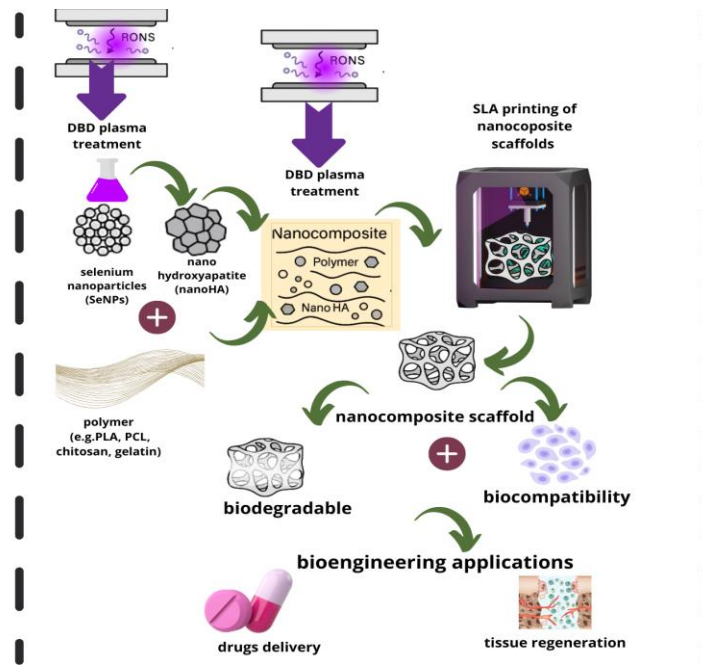 RONS
RONS
DBD plasma
treatment
DBD plasma
treatment
SLA printing of
nanocoposite
scaffolds
selenium
nanoparticles
(SeNPs)
nano
hydroxyapatite
(nanoHA)
Nanocomposite
Polymer
Nano HA
polymer
(e.g.PLA, PCL,
chitosan, gelatin)
nanocomposite scaffold
biodegradable
biocompatibility
bioengineering applications
drugs delivery
tissue regeneration